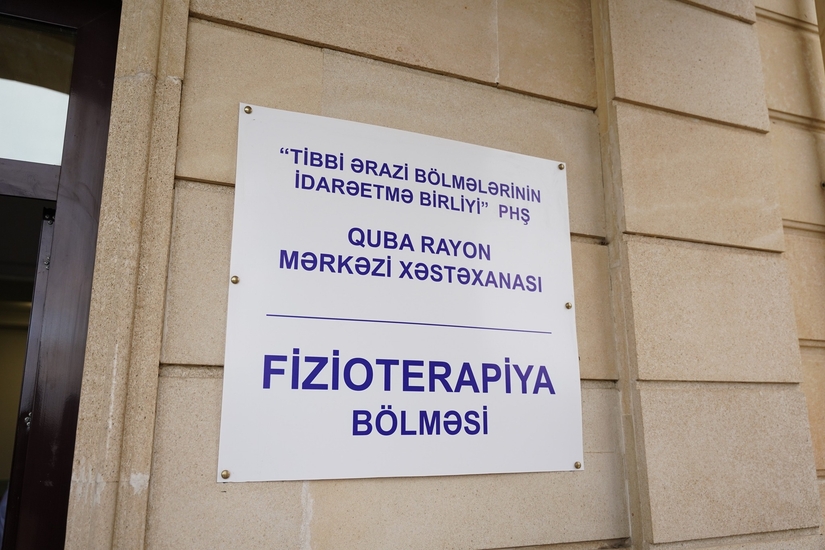 “TİBBİ ƏRAZİ BÖLMƏLƏRİNİN
İDARƏETMƏ BİRLİYİ” PHŞ
QUBA RAYON
MƏRKƏZİ XƏSTƏXANASI
FİZİOTERAPİYA
BÖLMƏSİ